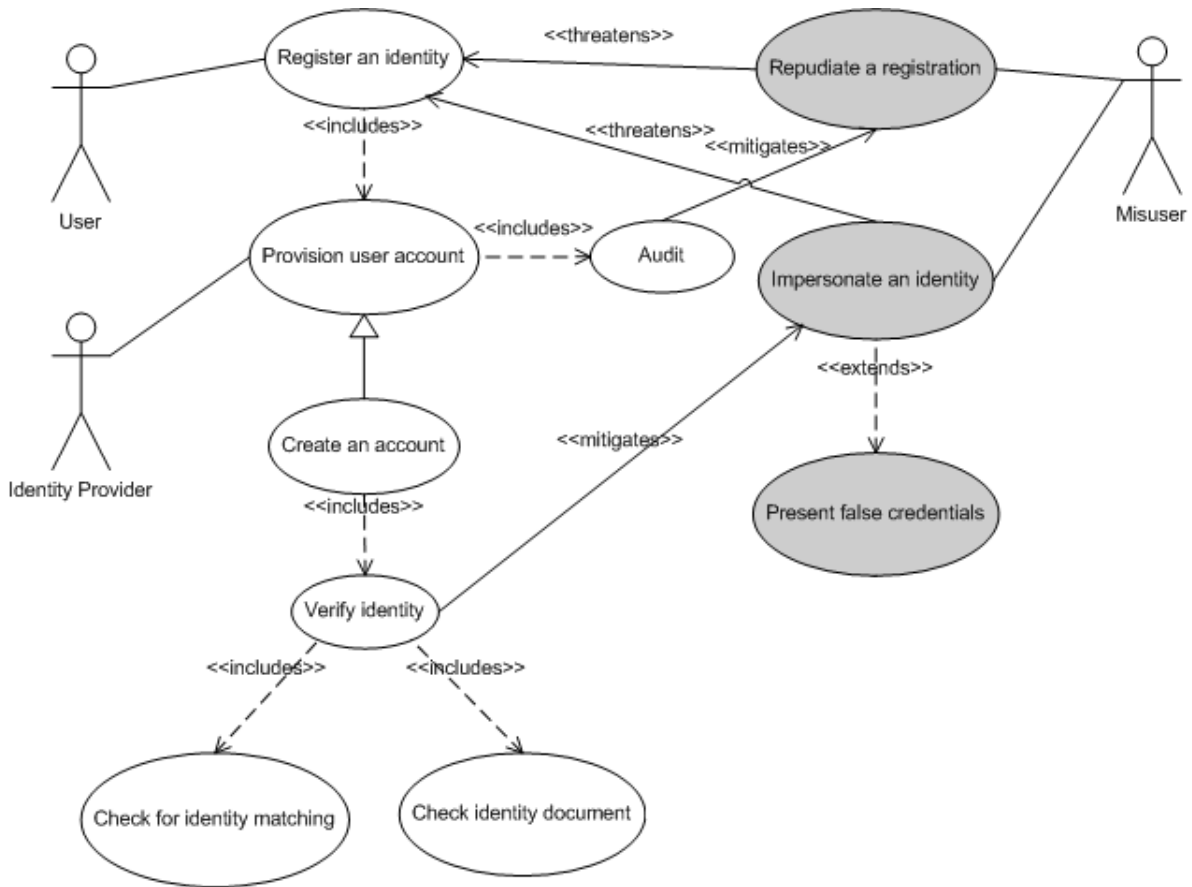 <<threatens>>
Register an identity
Repudiate a registration
<<includes>>
<<threatens>>
<<mitigates>>
User
Misuser
<<includes>>
Provision user account
Audit
Impersonate an identity
<<extends>>
<<mitigates>>
Create an account
Identity Provider
<<includes>>
Present false credentials
Verify identity
<<includes>>
<<includes>>
Check for identity matching
Check identity document